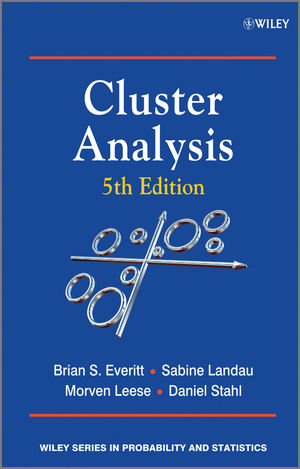 WILEY
Cluster
Analysis
5th Edition
Brian S. Everitt • Sabine Landau
Morven Leese • Daniel Stahl
WILEY SERIES IN PROBABILITY AND STATISTICS